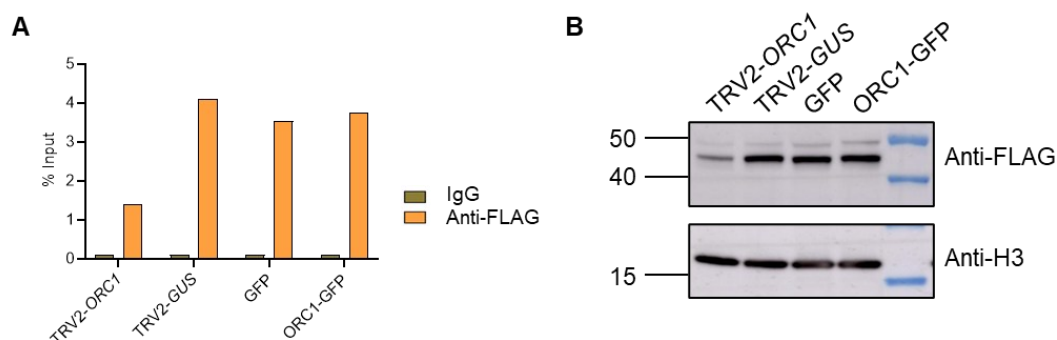 A
5
4
3
2
1
0
% Input
TRV2-ORC1
TRV2-GUS
GFP
ORC1-GFP
IgG
Anti-FLAG
B
TRV2-ORC1
TRV2-GUS
GFP
ORC1-GFP
50
40
Anti-FLAG
15
Anti-H3